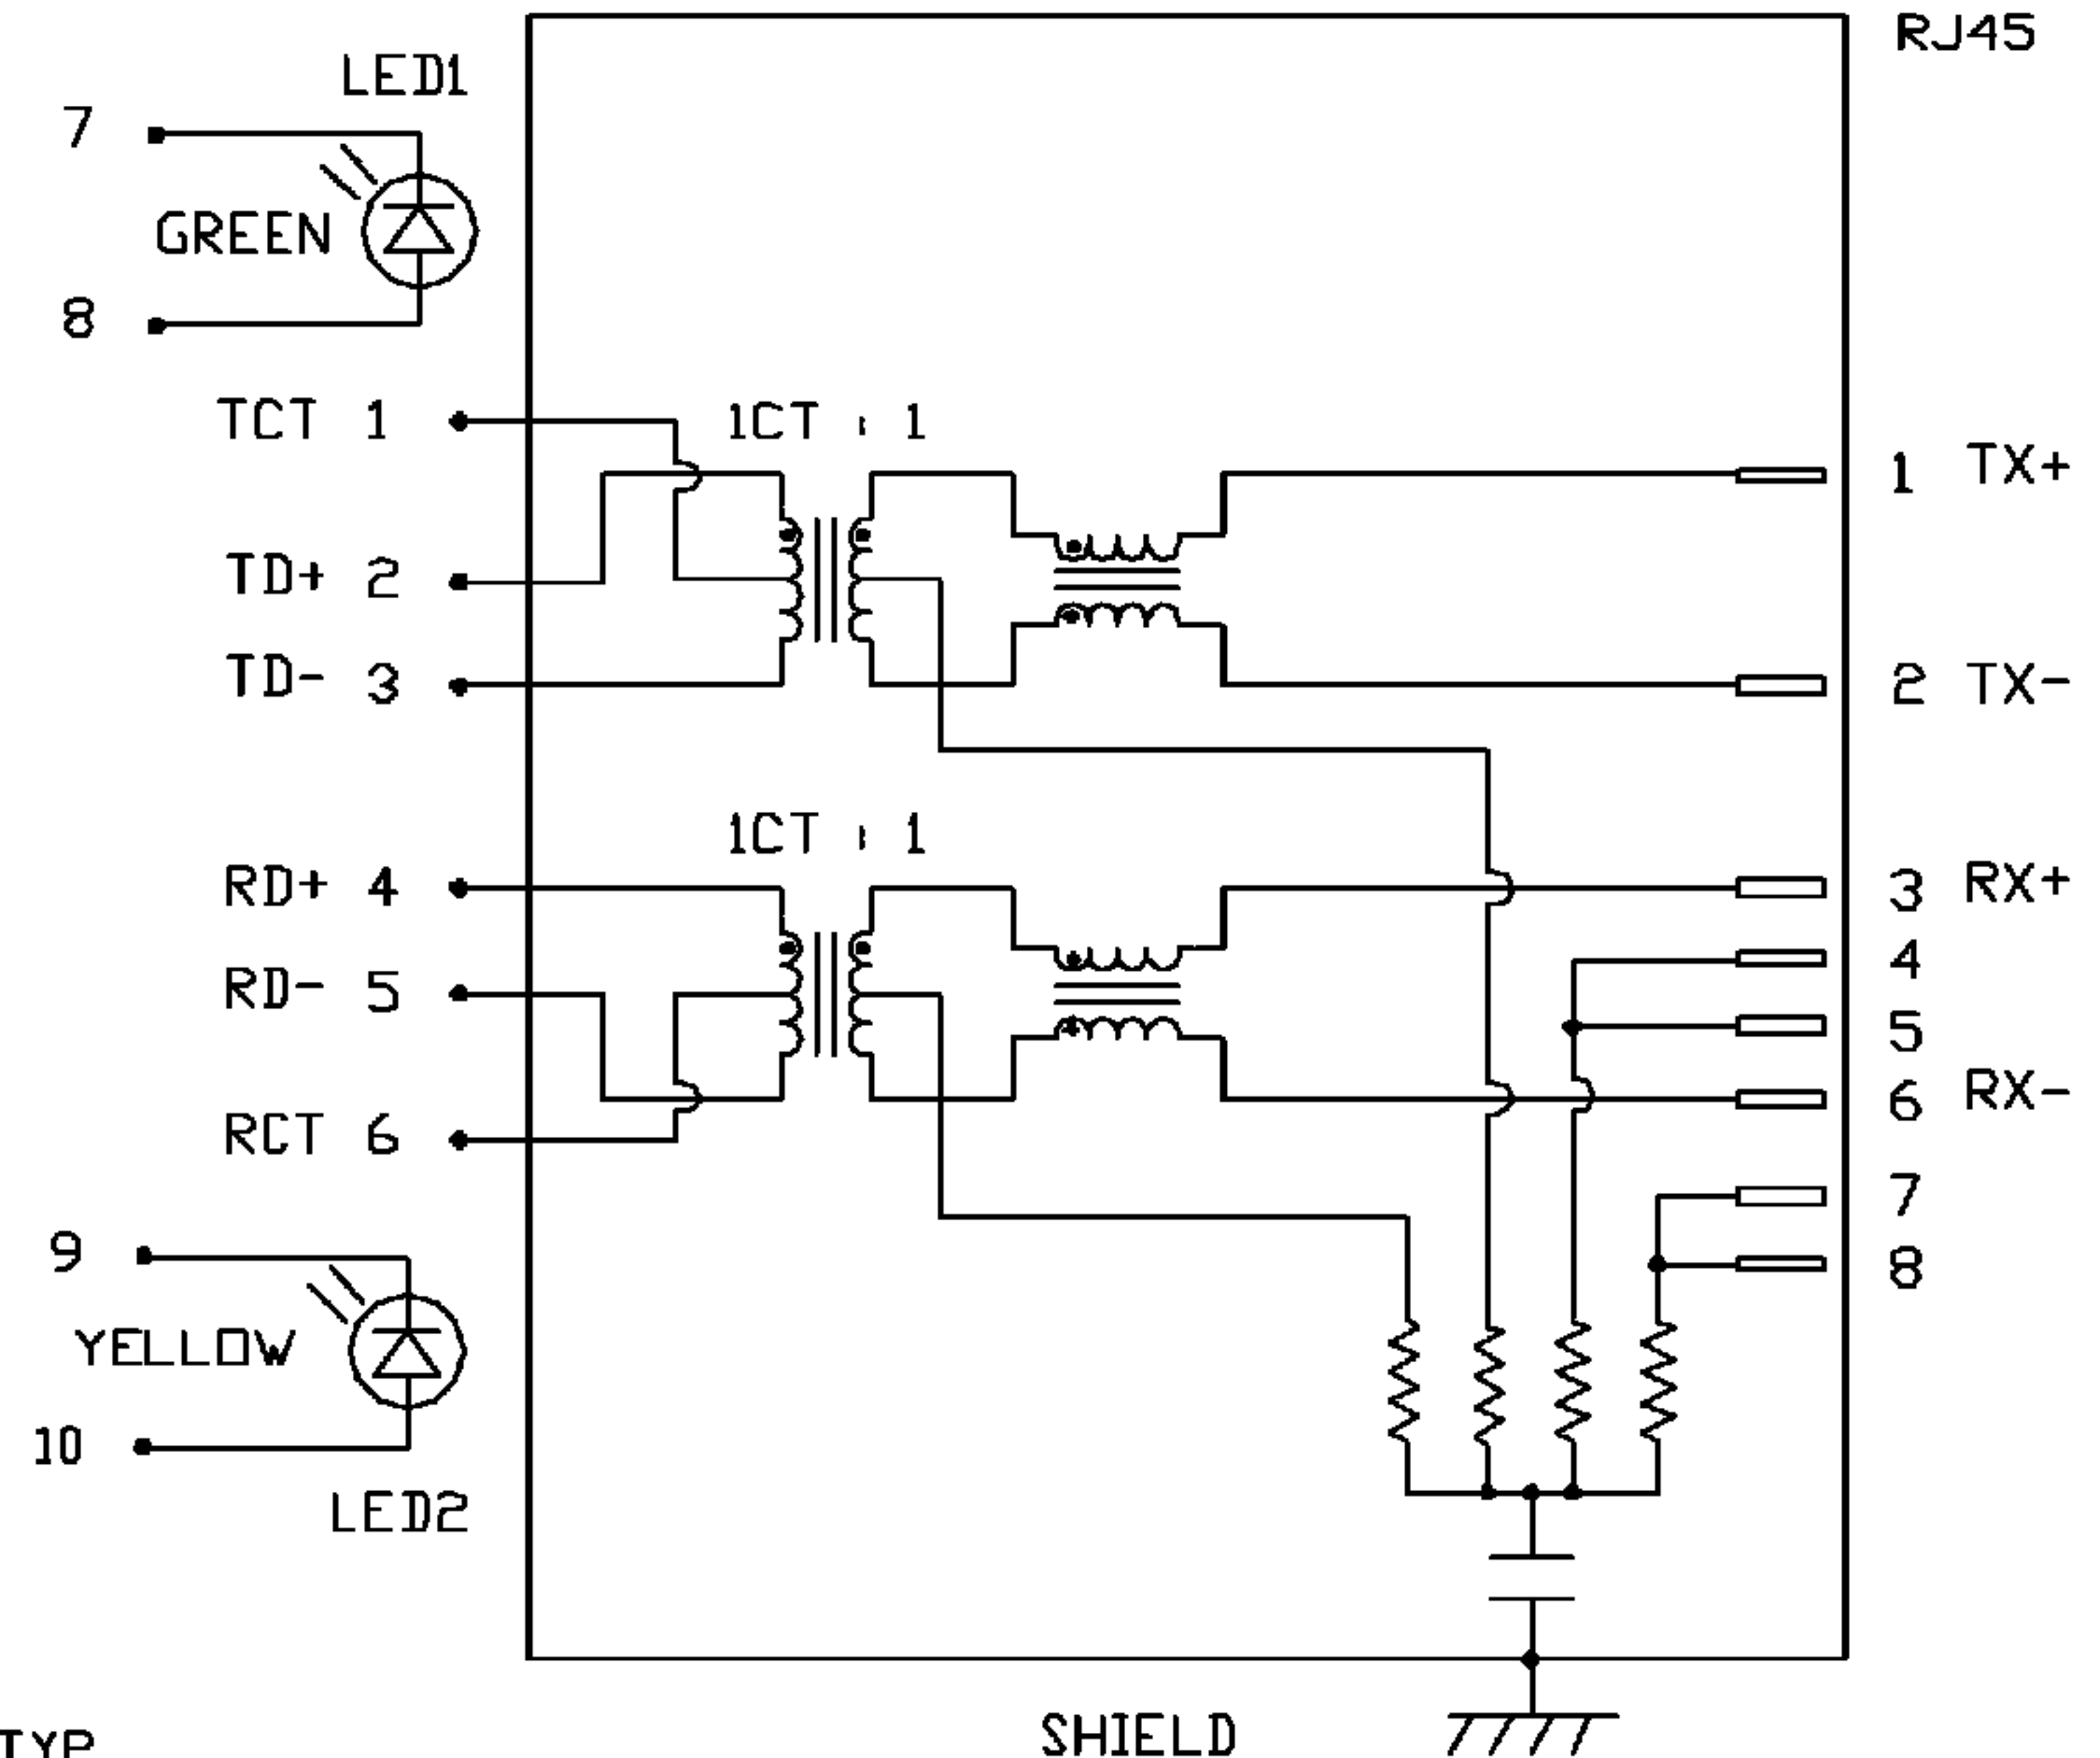 RJ45
LED1
7
GREEN
8
TCT 1
1CT : 1
1 TX+
TD+ 2
TD- 3
2 TX-
1CT : 1
RD+ 4
3 RX+
4
RD- 5
5
RX-
6
RCT 6
7
9
8
YELLOW
10
LED2
SHIELD
TYP